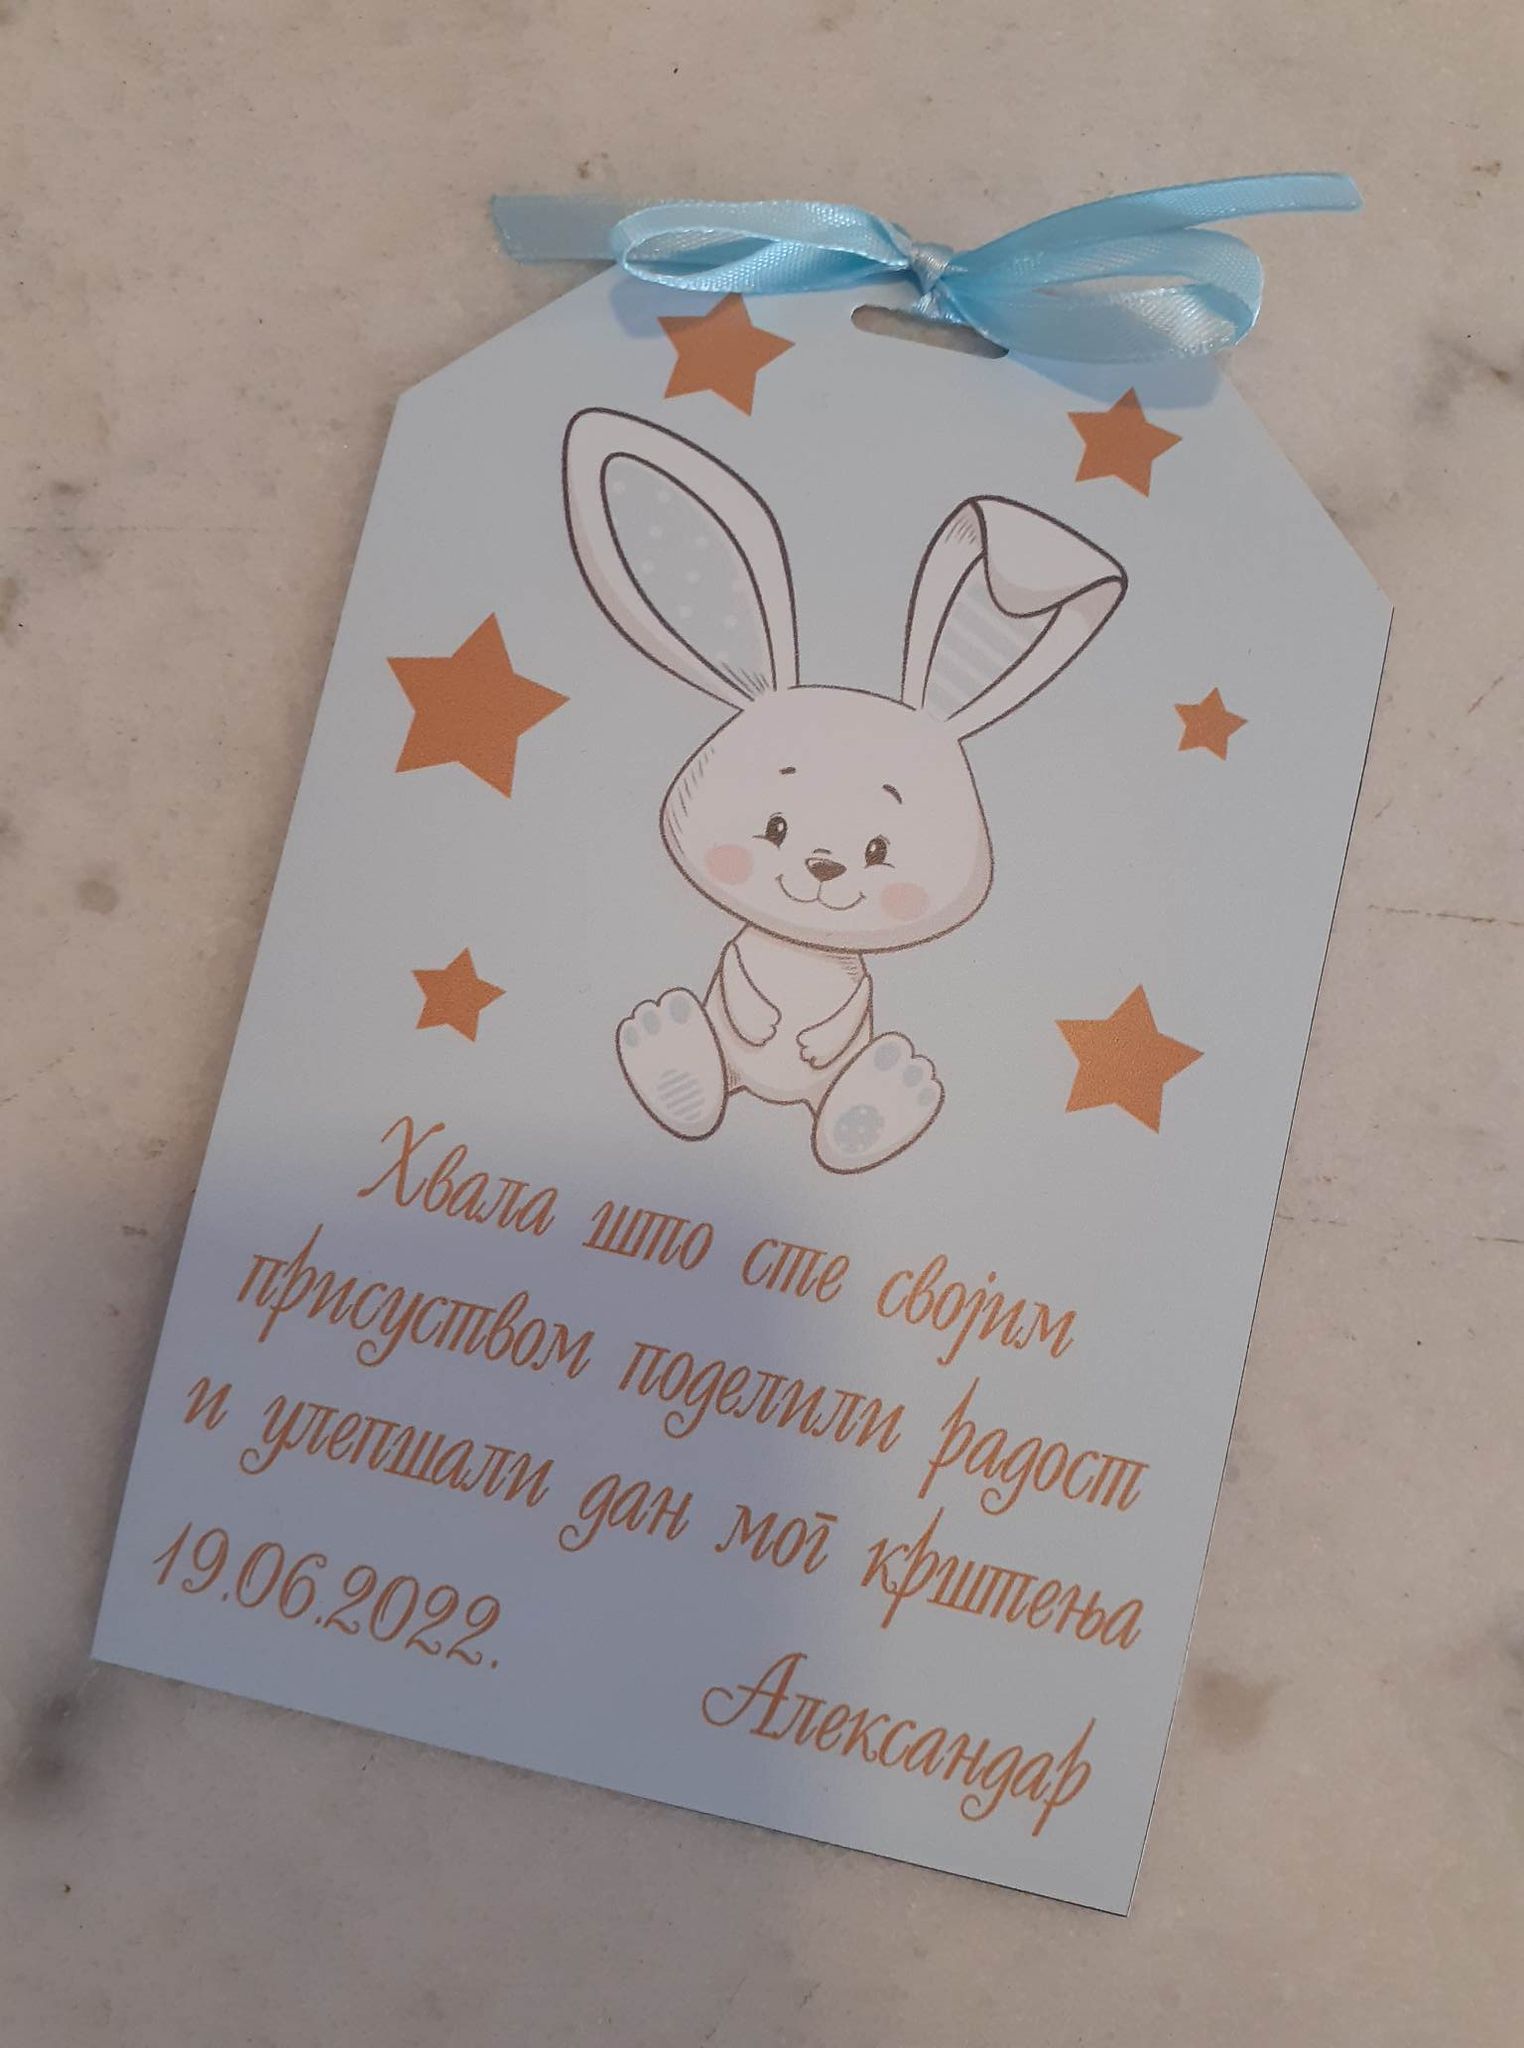 Хвала што сте својим
присуством поделили радост
и улепшали дан мог крштења
19.06.2022.
Александар